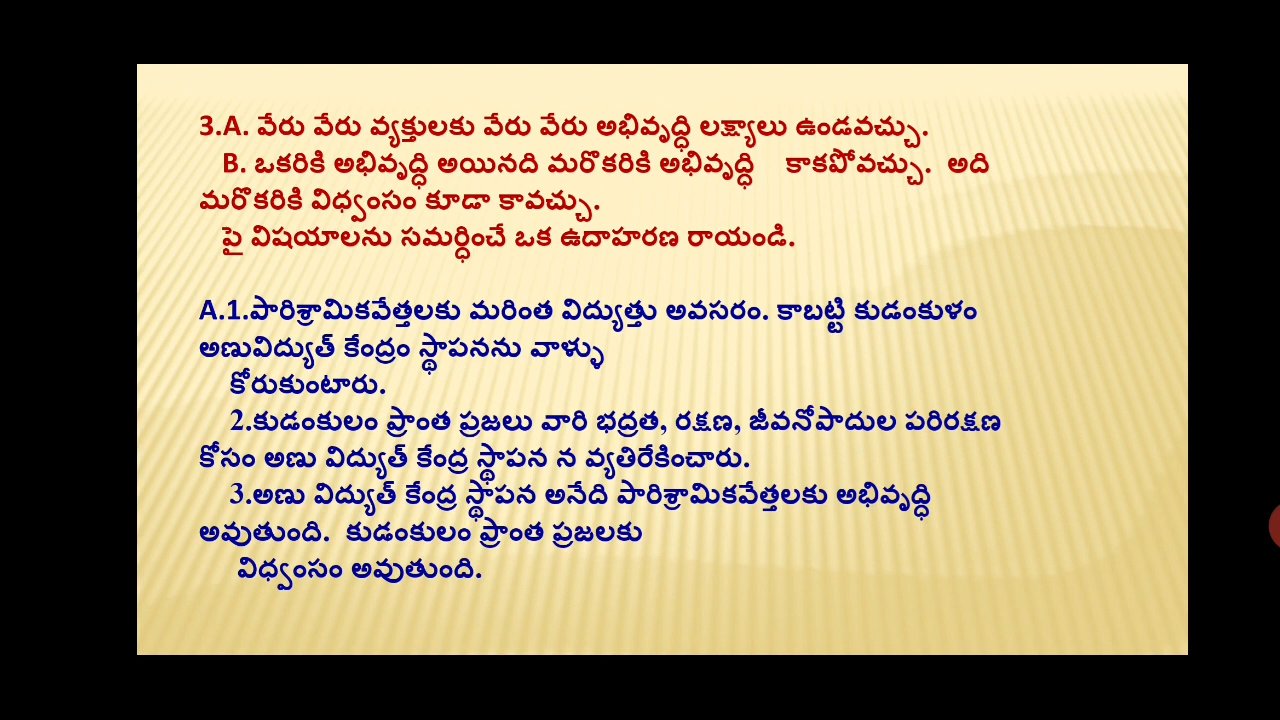 3.A. వేరు వేరు వ్యక్తులకు వేరు వేరు అభివృద్ధి లక్ష్యాలు ఉండవచ్చు.
B. ఒకరికి అభివృద్ధి అయినది మరొకరికి అభివృద్ధి కాకపోవచ్చు. అది
మరొకరికి విధ్వంసం కూడా కావచ్చు.
పై విషయాలను సమర్ధించే ఒక ఉదాహరణ రాయండి.
A.1.పారిశ్రామికవేత్తలకు మరింత విద్యుత్తు అవసరం. కాబట్టి కుడంకుళం
అణువిద్యుత్ కేంద్రం స్థాపనను వాళ్ళు
కోరుకుంటారు.
2.కుడంకులం ప్రాంత ప్రజలు వారి భద్రత, రక్షణ, జీవనోపాదుల పరిరక్షణ
కోసం అణు విద్యుత్ కేంద్ర స్థాపన న వ్యతిరేకించారు.
3.అణు విద్యుత్ కేంద్ర స్థాపన అనేది పారిశ్రామికవేత్తలకు అభివృద్ధి
అవుతుంది. కుడంకులం ప్రాంత ప్రజలకు
విధ్వంసం అవుతుంది.